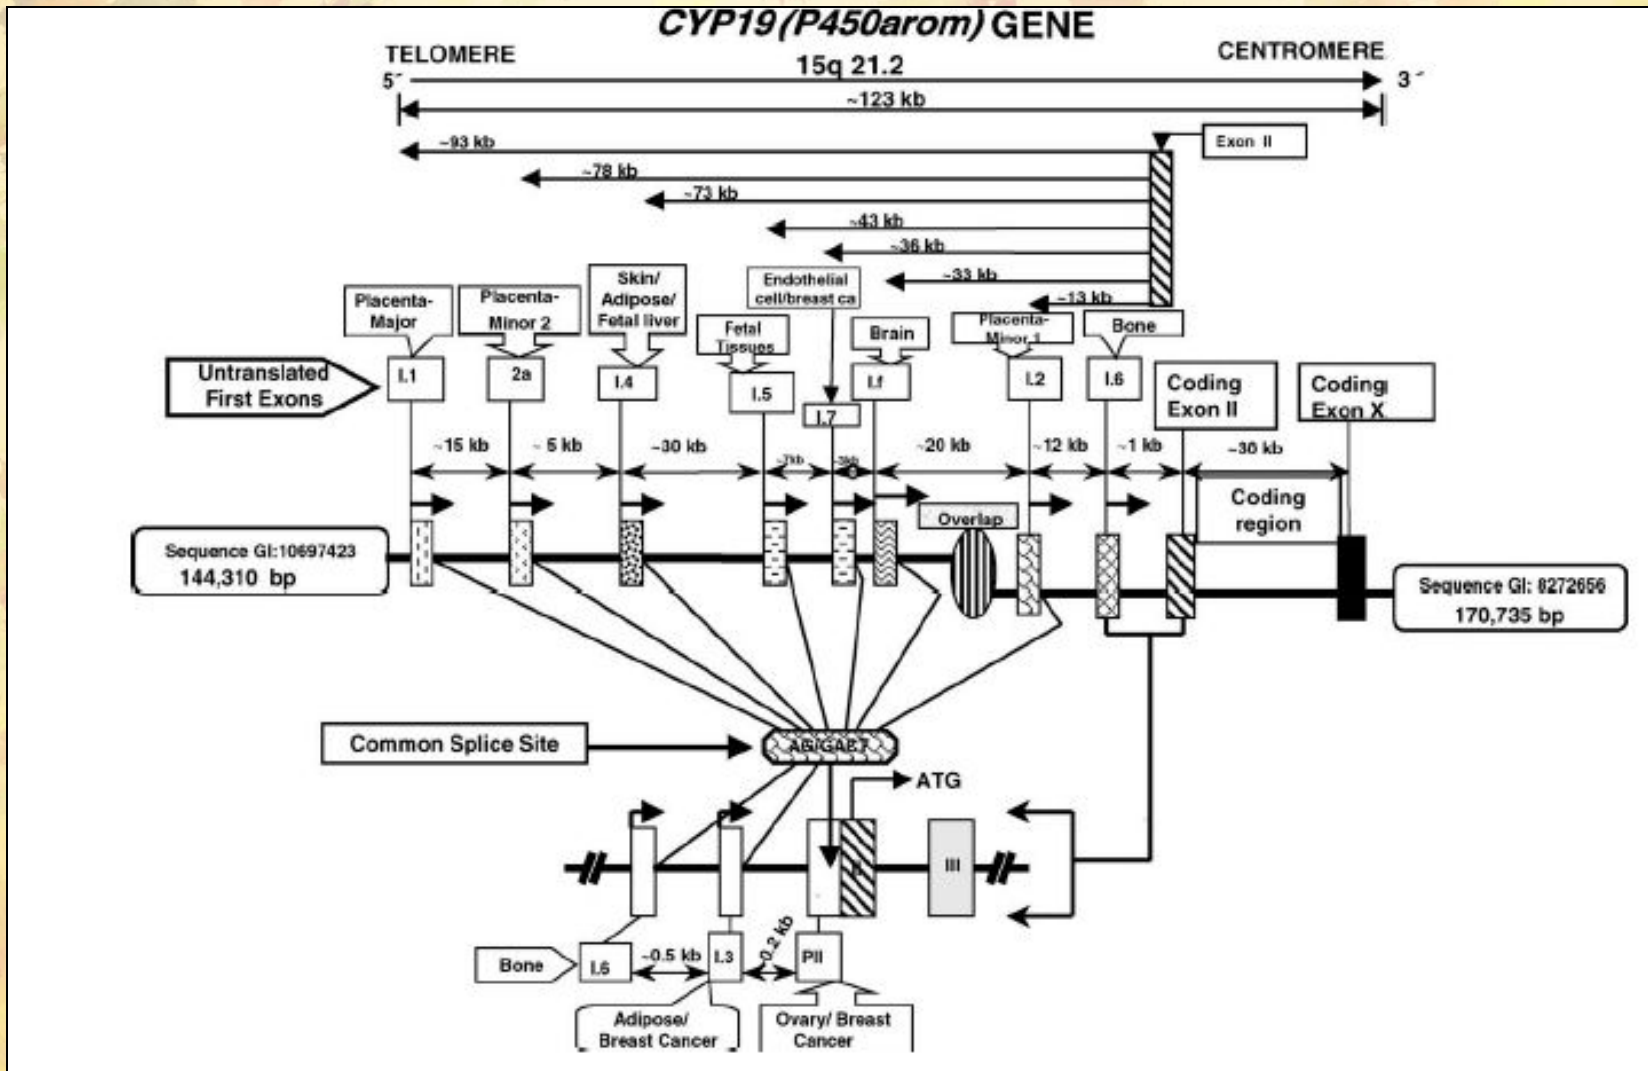 CYP19 (P450arom) GENE
TELOMERE
CENTROMERE
15q 21.2
5´
3´
~123 kb
Exon II
~93 kb
~78 kb
~73 kb
~43 kb
~36 kb
~33 kb
~13 kb
Placenta-
Major
Placenta-
Minor 2
Skin/
Adipose/
Fetal liver
Fetal
Tissues
Endothelial
cell/breast ca
Brain
Placenta-
Minor 1
Bone
Untranslated
First Exons
I.1
2a
I.4
I.5
I.7
I.f
I.2
I.6
Coding
Exon II
Coding
Exon X
~15 kb
~ 5 kb
~30 kb
~7kb
~3kb
~20 kb
~12 kb
~1 kb
~30 kb
Coding
region
Overlap
Sequence GI:10697423
144,310 bp
Sequence GI: 8272656
170,735 bp
Common Splice Site
ATG
III
Bone
I.6
~0.5 kb
I.3
~0.2 kb
PII
Adipose/
Breast Cancer
Ovary/ Breast
Cancer